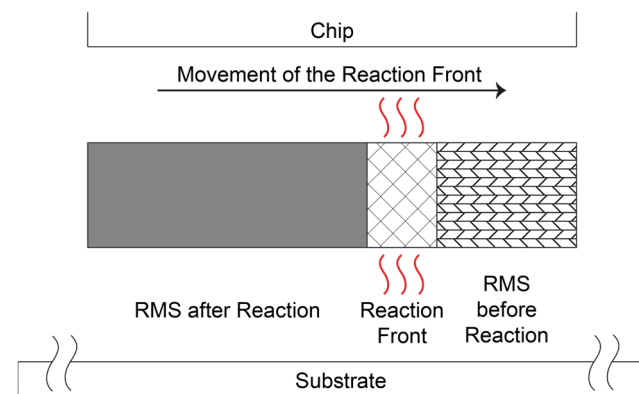 Chip
Movement of the Reaction Front
RMS after Reaction
Reaction
Front
RMS
before
Reaction
Substrate